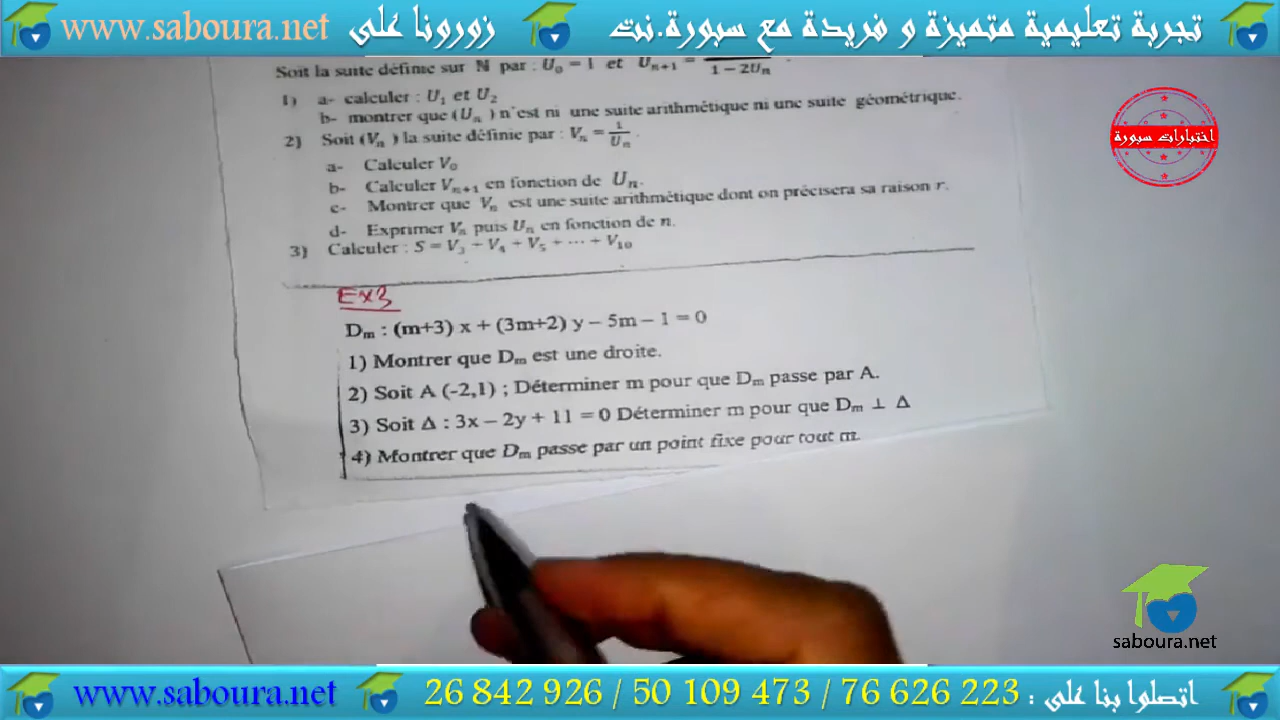 www.saboura.net زورونا على تجربة تعليمية متميزة و فريدة مع سبورة.نت
Soit la suite définie sur ℕ par : U₀ = 1 et Uₙ₊₁ = 1 − 2Uₙ
1) a- calculer : U₁ et U₂
b- montrer que (Uₙ) n'est ni une suite arithmétique ni une suite géométrique.
2) Soit (Vₙ) la suite définie par : Vₙ = 1/Uₙ .
a- Calculer V₀
b- Calculer Vₙ₊₁ en fonction de Uₙ.
c- Montrer que Vₙ est une suite arithmétique dont on précisera sa raison r.
d- Exprimer Vₙ puis Uₙ en fonction de n.
3) Calculer : S = V₃ + V₄ + V₅ + ⋯ + V₁₀
Ex3
Dₘ : (m+3) x + (3m+2) y – 5m – 1 = 0
1) Montrer que Dₘ est une droite.
2) Soit A (-2,1) ; Déterminer m pour que Dₘ passe par A.
3) Soit Δ : 3x – 2y + 11 = 0 Déterminer m pour que Dₘ ⊥ Δ
4) Montrer que Dₘ passe par un point fixe pour tout m.
اختبارات سبورة
saboura.net
www.saboura.net 26 842 926 / 50 109 473 / 76 626 223 : اتصلوا بنا على